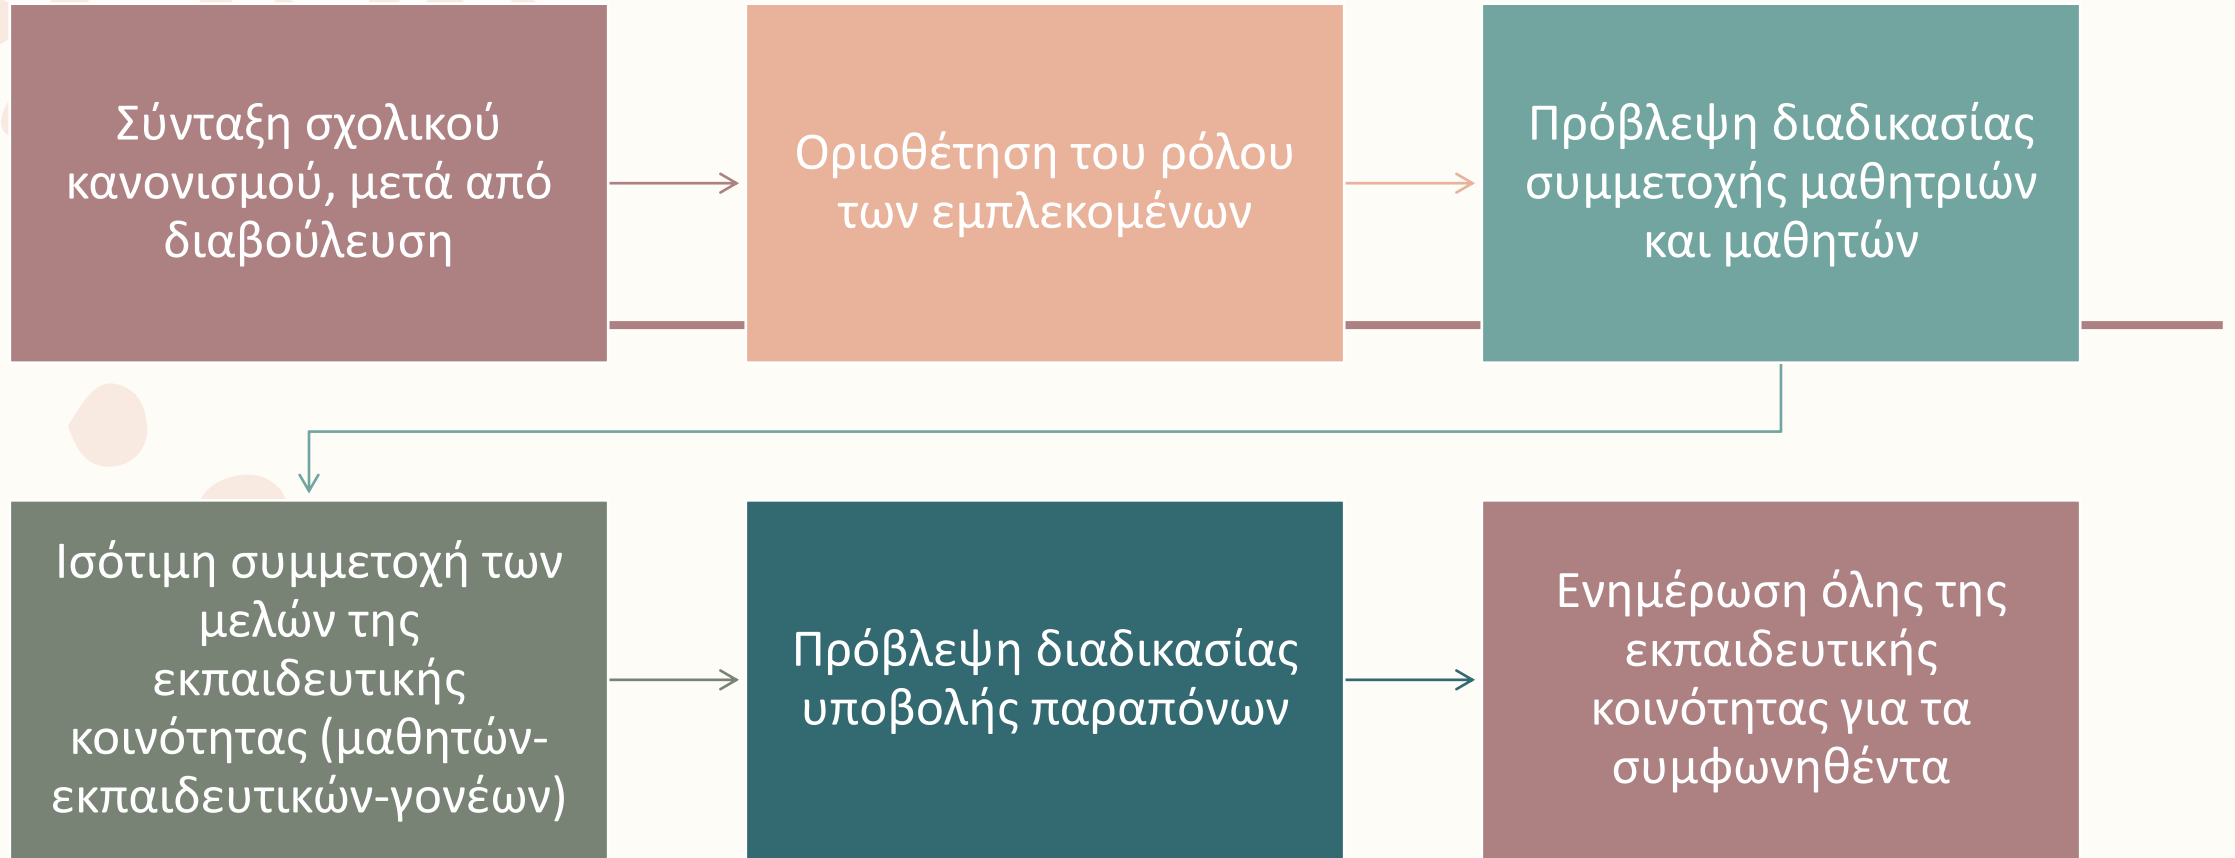 Σύνταξη σχολικού
κανονισμού, μετά από
διαβούλευση
Οριοθέτηση του ρόλου
των εμπλεκομένων
Πρόβλεψη διαδικασίας
συμμετοχής μαθητριών
και μαθητών
Ισότιμη συμμετοχή των
μελών της
εκπαιδευτικής
κοινότητας (μαθητών-
εκπαιδευτικών-γονέων)
Πρόβλεψη διαδικασίας
υποβολής παραπόνων
Ενημέρωση όλης της
εκπαιδευτικής
κοινότητας για τα
συμφωνηθέντα